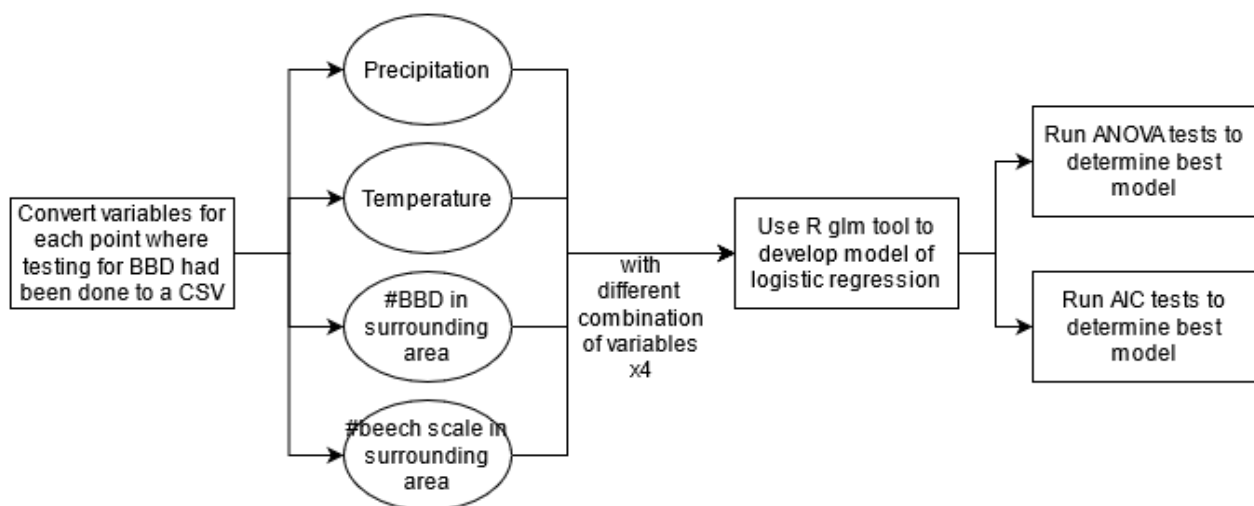 Convert variables for
each point where
testing for BBD had
been done to a CSV
Precipitation
Temperature
#BBD in
surrounding
area
#beech scale in
surrounding
area
with
different
combination
of variables
x4
Use R glm tool to
develop model of
logistic regression
Run ANOVA tests to
determine best
model
Run AIC tests to
determine best
model